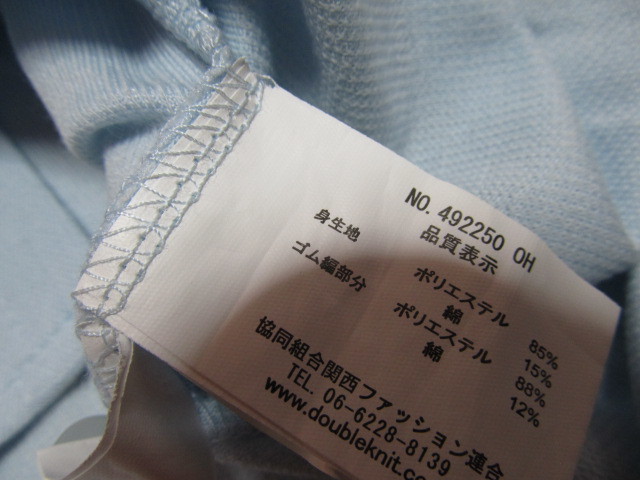 NO. 492250 OH
品質表示
身生地 ポリエステル 85%
綿 15%
ゴム編部分 ポリエステル 88%
綿 12%
協同組合関西ファッション連合
TEL. 06-6228-8139
www.doubleknit.com